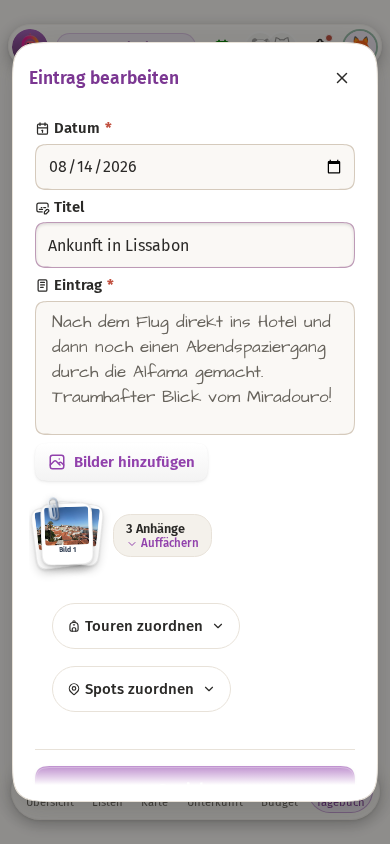 Eintrag bearbeiten
Datum *
08/14/2026
Titel
Ankunft in Lissabon
Eintrag *
Nach dem Flug direkt ins Hotel und
dann noch einen Abendspaziergang
durch die Alfama gemacht.
Traumhafter Blick vom Miradouro!
Bilder hinzufügen
Bild 1
3 Anhänge
Auffächern
Touren zuordnen
Spots zuordnen
Übersicht Listen Karte Unterkunft Budget Tagebuch